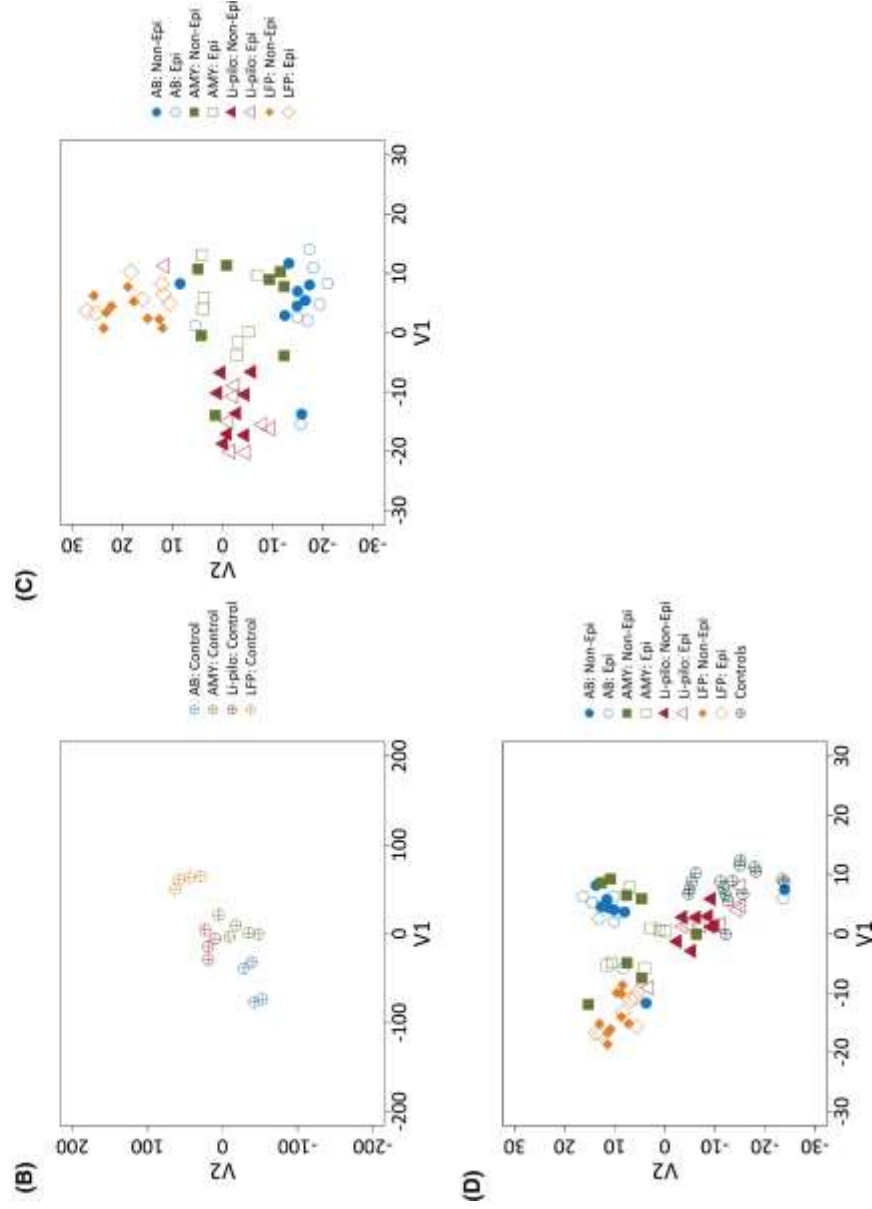 (B)
200
100
0
-100
-200
V2
-200
-100
0
100
200
V1
AB: Control
AMY: Control
Li-pilo: Control
LFP: Control
(C)
30
20
10
0
-10
-20
-30
V2
-30
-20
-10
0
10
20
30
V1
AB: Non-Epi
AB: Epi
AMY: Non-Epi
AMY: Epi
Li-pilo: Non-Epi
Li-pilo: Epi
LFP: Non-Epi
LFP: Epi
(D)
30
20
10
0
-10
-20
-30
V2
-30
-20
-10
0
10
20
30
V1
AB: Non-Epi
AB: Epi
AMY: Non-Epi
AMY: Epi
Li-pilo: Non-Epi
Li-pilo: Epi
LFP: Non-Epi
LFP: Epi
Controls